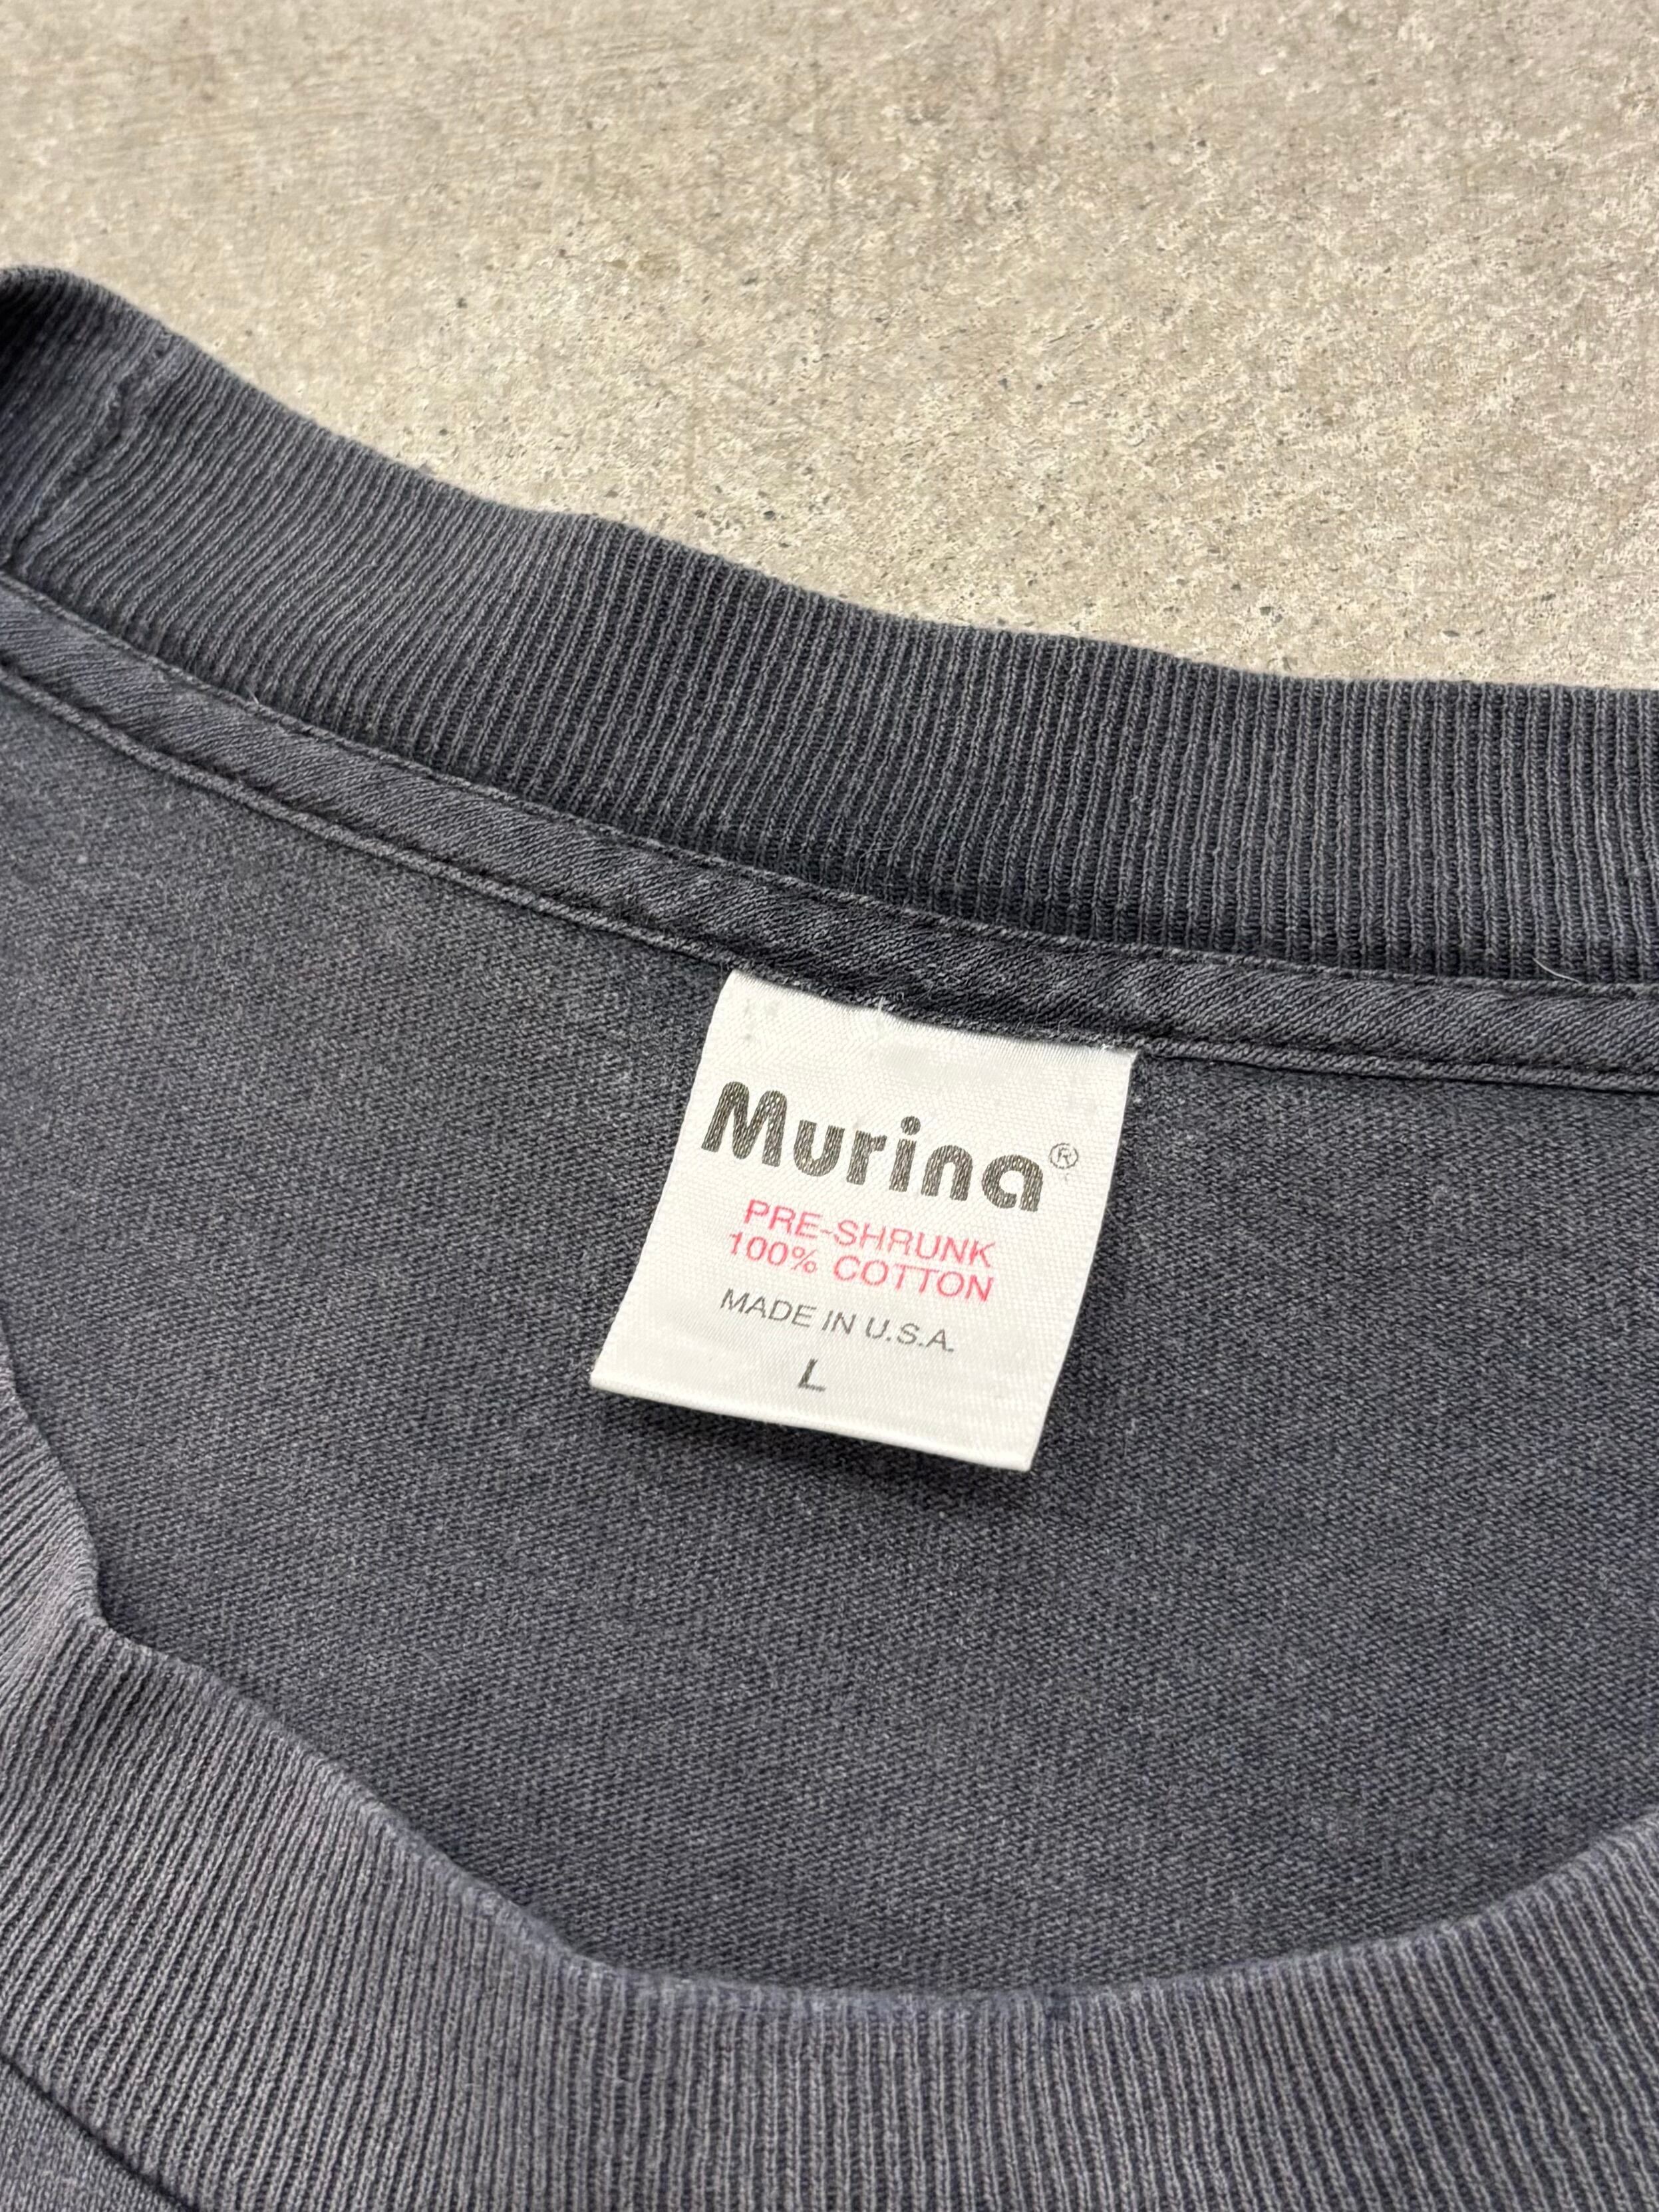 Murina®
PRE-SHRUNK
100% COTTON
MADE IN U.S.A.
L